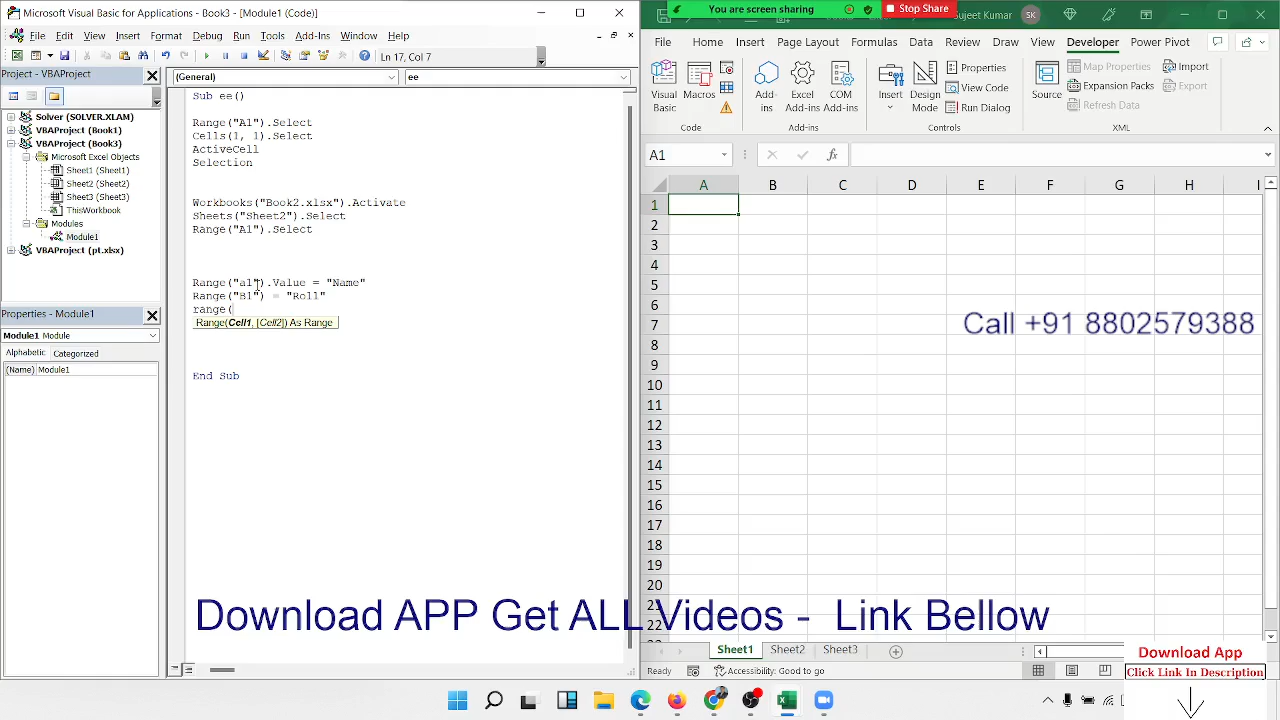 Microsoft Visual Basic for Applications - Book3 - [Module1 (Code)]
You are screen sharing
Stop Share
Sujeet Kumar
SK
File Edit View Insert Format Debug Run Tools Add-Ins Window Help
File Home Insert Page Layout Formulas Data Review View Developer Help Power Pivot
Ln 17, Col 7
Project - VBAProject
(General)
ee
Solver (SOLVER.XLAM)
VBAProject (Book1)
VBAProject (Book3)
Microsoft Excel Objects
Sheet1 (Sheet1)
Sheet2 (Sheet2)
Sheet3 (Sheet3)
ThisWorkbook
Modules
Module1
VBAProject (pt.xlsx)
Properties - Module1
Module1 Module
Alphabetic Categorized
(Name) Module1
Sub ee()
Range("A1").Select
Cells(1, 1).Select
ActiveCell
Selection
Workbooks("Book2.xlsx").Activate
Sheets("Sheet2").Select
Range("A1").Select
Range("a1").Value = "Name"
Range("B1") = "Roll"
range(
Range(Cell1, [Cell2]) As Range
End Sub
Visual Basic
Macros
Code
Add-ins
Excel Add-ins
COM Add-ins
Add-ins
Insert
Design Mode
Properties
View Code
Run Dialog
Controls
Source
Map Properties
Expansion Packs
Refresh Data
Import
Export
XML
A1
fx
A B C D E F G H I
1
2
3
4
5
6
7
8
9
10
11
12
13
14
15
16
17
18
19
20
22
Call +91 8802579388
Download APP Get ALL Videos - Link Bellow
Sheet1 Sheet2 Sheet3
Ready
Accessibility: Good to go
Download App
Click Link In Description